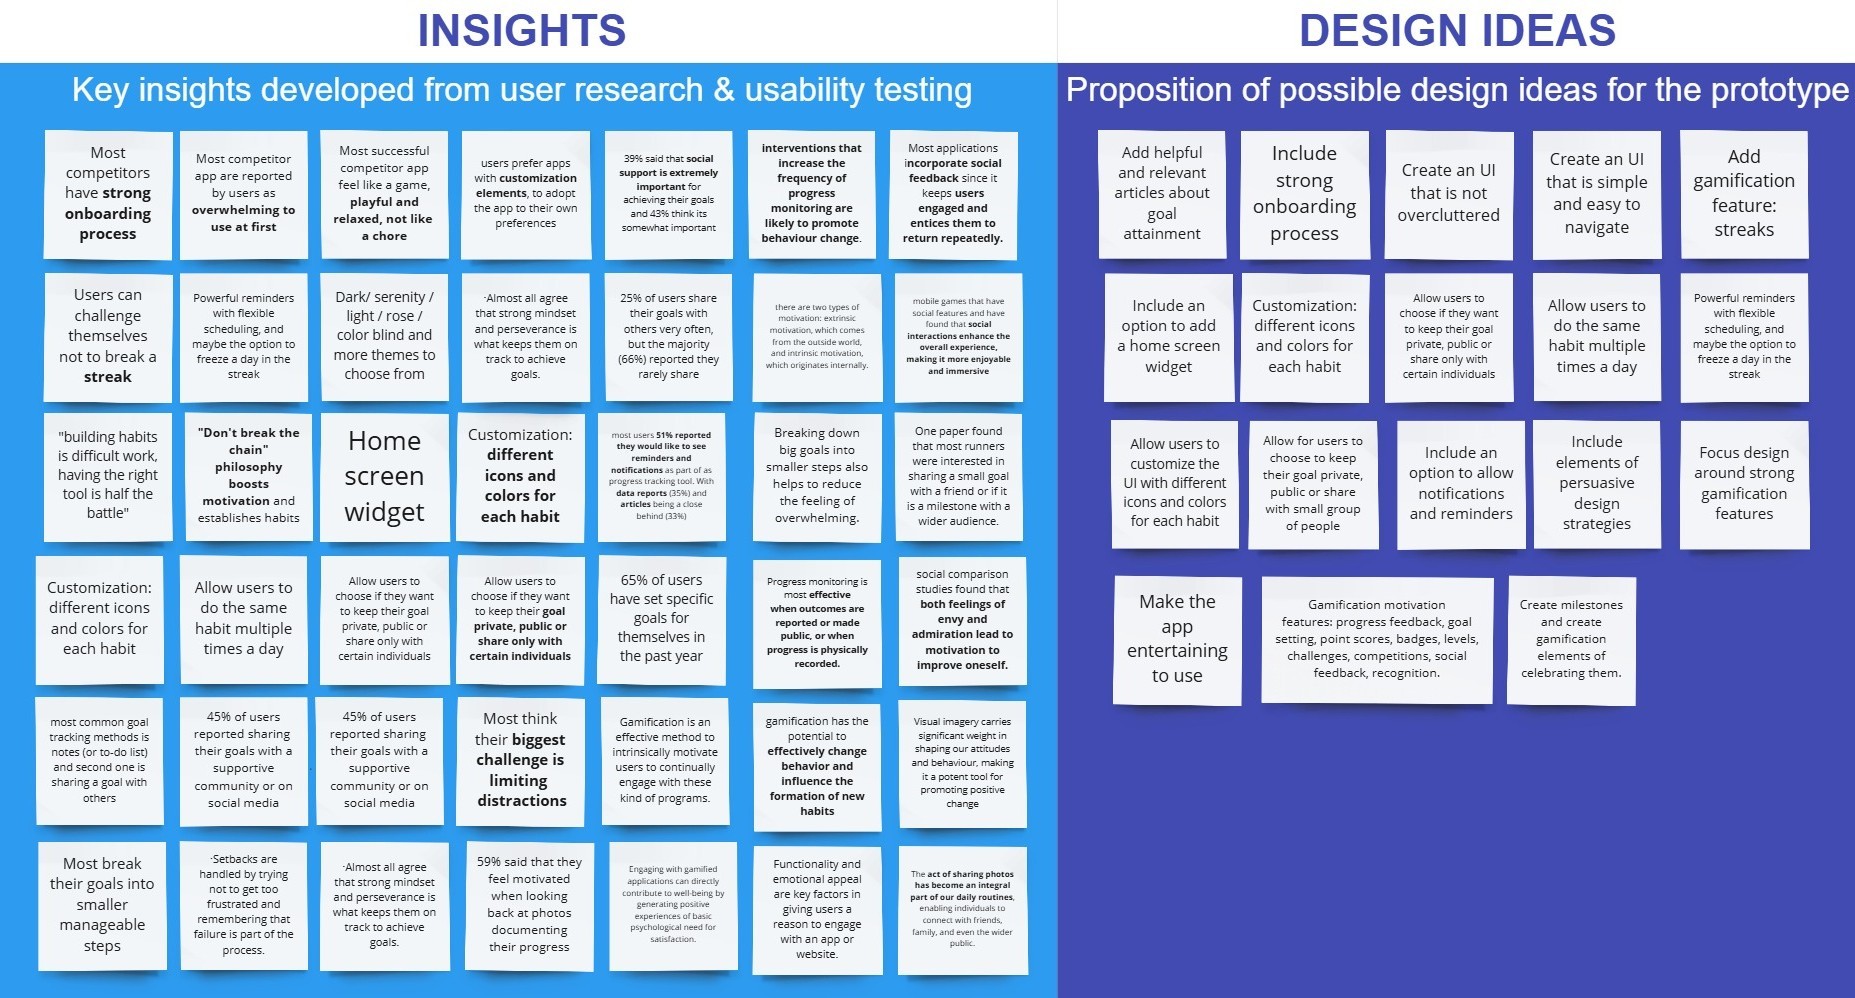 INSIGHTS
Key insights developed from user research & usability testing
Most
competitors
have strong
onboarding
process
Most competitor
app are reported
by users as
overwhelming to
use at first
Most successful
competitor app
feel like a game,
playful and
relaxed, not like
a chore
users prefer apps
with customization
elements, to adopt
the app to their own
preferences
39% said that social
support is extremely
important for
achieving their goals
and 43% think its
somewhat important
interventions that
increase the
frequency of
progress
monitoring are
likely to promote
behaviour change.
Most applications
incorporate social
feedback since it
keeps users
engaged and
entices them to
return repeatedly.
Users can
challenge
themselves
not to break a
streak
Powerful reminders
with flexible
scheduling, and
maybe the option to
freeze a day in the
streak
Dark/ serenity /
light / rose /
color blind and
more themes to
choose from
·Almost all agree
that strong mindset
and perseverance is
what keeps them on
track to achieve
goals.
25% of users share
their goals with
others very often,
but the majority
(66%) reported they
rarely share
there are two types of
motivation: extrinsic
motivation, which comes
from the outside world,
and intrinsic motivation,
which originates internally.
mobile games that have
social features and have
found that social
interactions enhance the
overall experience,
making it more enjoyable
and immersive
"building habits
is difficult work,
having the right
tool is half the
battle"
"Don't break the
chain"
philosophy
boosts
motivation and
establishes habits
Home
screen
widget
Customization:
different
icons and
colors for
each habit
most users 51% reported
they would like to see
reminders and
notifications as part of as
progress tracking tool. With
data reports (35%) and
articles being a close
behind (33%)
Breaking down
big goals into
smaller steps also
helps to reduce
the feeling of
overwhelming.
One paper found
that most runners
were interested in
sharing a small goal
with a friend or if it
is a milestone with a
wider audience.
Customization:
different icons
and colors for
each habit
Allow users to
do the same
habit multiple
times a day
Allow users to
choose if they want
to keep their goal
private, public or
share only with
certain individuals
Allow users to
choose if they want
to keep their goal
private, public or
share only with
certain individuals
65% of users
have set specific
goals for
themselves in
the past year
Progress monitoring is
most effective
when outcomes are
reported or made
public, or when
progress is physically
recorded.
social comparison
studies found that
both feelings of
envy and
admiration lead to
motivation to
improve oneself.
most common goal
tracking methods is
notes (or to-do list)
and second one is
sharing a goal with
others
45% of users
reported sharing
their goals with a
supportive
community or on
social media
45% of users
reported sharing
their goals with a
supportive
community or on
social media
Most think
their biggest
challenge is
limiting
distractions
Gamification is an
effective method to
intrinsically motivate
users to continually
engage with these
kind of programs.
gamification has the
potential to
effectively change
behavior and
influence the
formation of new
habits
Visual imagery carries
significant weight in
shaping our attitudes
and behaviour, making
it a potent tool for
promoting positive
change
Most break
their goals into
smaller
manageable
steps
·Setbacks are
handled by trying
not to get too
frustrated and
remembering that
failure is part of the
process.
·Almost all agree
that strong mindset
and perseverance is
what keeps them on
track to achieve
goals.
59% said that they
feel motivated
when looking
back at photos
documenting
their progress
Engaging with gamified
applications can directly
contribute to well-being by
generating positive
experiences of basic
psychological need for
satisfaction.
Functionality and
emotional appeal
are key factors in
giving users a
reason to engage
with an app or
website.
The act of sharing photos
has become an integral
part of our daily routines,
enabling individuals to
connect with friends,
family, and even the wider
public.
DESIGN IDEAS
Proposition of possible design ideas for the prototype
Add helpful
and relevant
articles about
goal
attainment
Include
strong
onboarding
process
Create an UI
that is not
overcluttered
Create an UI
that is simple
and easy to
navigate
Add
gamification
feature:
streaks
Include an
option to add
a home screen
widget
Customization:
different icons
and colors for
each habit
Allow users to
choose if they want
to keep their goal
private, public or
share only with
certain individuals
Allow users to
do the same
habit multiple
times a day
Powerful reminders
with flexible
scheduling, and
maybe the option to
freeze a day in the
streak
Allow users to
customize the
UI with different
icons and colors
for each habit
Allow for users to
choose to keep
their goal private,
public or share
with small group
of people
Include an
option to allow
notifications
and reminders
Include
elements of
persuasive
design
strategies
Focus design
around strong
gamification
features
Make the
app
entertaining
to use
Gamification motivation
features: progress feedback, goal
setting, point scores, badges, levels,
challenges, competitions, social
feedback, recognition.
Create milestones
and create
gamification
elements of
celebrating them.